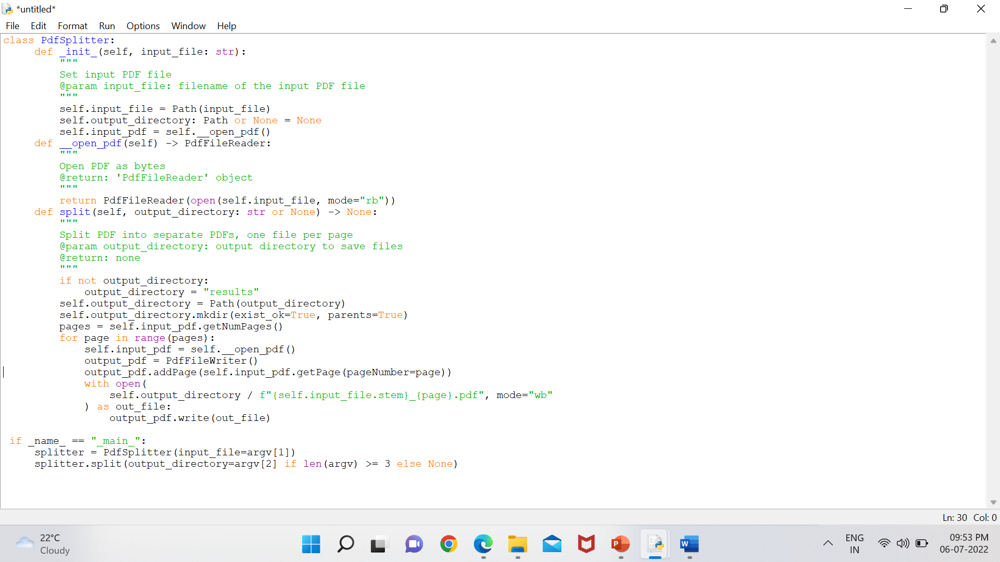 *untitled*
File Edit Format Run Options Window Help
class PdfSplitter:
     def _init_(self, input_file: str):
         """
         Set input PDF file
         @param input_file: filename of the input PDF file
         """
         self.input_file = Path(input_file)
         self.output_directory: Path or None = None
         self.input_pdf = self.__open_pdf()
     def __open_pdf(self) -> PdfFileReader:
         """
         Open PDF as bytes
         @return: 'PdfFileReader' object
         """
         return PdfFileReader(open(self.input_file, mode="rb"))
     def split(self, output_directory: str or None) -> None:
         """
         Split PDF into separate PDFs, one file per page
         @param output_directory: output directory to save files
         @return: none
         """
         if not output_directory:
             output_directory = "results"
         self.output_directory = Path(output_directory)
         self.output_directory.mkdir(exist_ok=True, parents=True)
         pages = self.input_pdf.getNumPages()
         for page in range(pages):
             self.input_pdf = self.__open_pdf()
             output_pdf = PdfFileWriter()
             output_pdf.addPage(self.input_pdf.getPage(pageNumber=page))
             with open(
                 self.output_directory / f"{self.input_file.stem}_{page}.pdf", mode="wb"
             ) as out_file:
                 output_pdf.write(out_file)

 if _name_ == "_main_":
     splitter = PdfSplitter(input_file=argv[1])
     splitter.split(output_directory=argv[2] if len(argv) >= 3 else None)
Ln: 30 Col: 0
22°C
Cloudy
P
W
ENG
IN
09:53 PM
06-07-2022